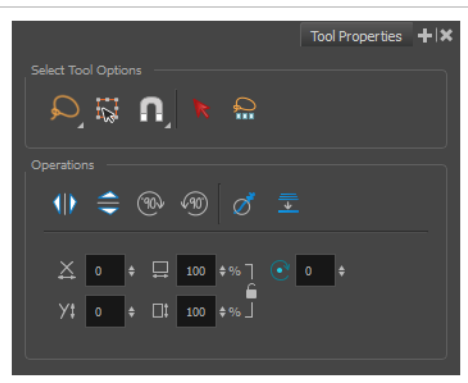 Tool Properties
Select Tool Options
Operations
90 90
X 0 100 % 0
Y 0 100 %